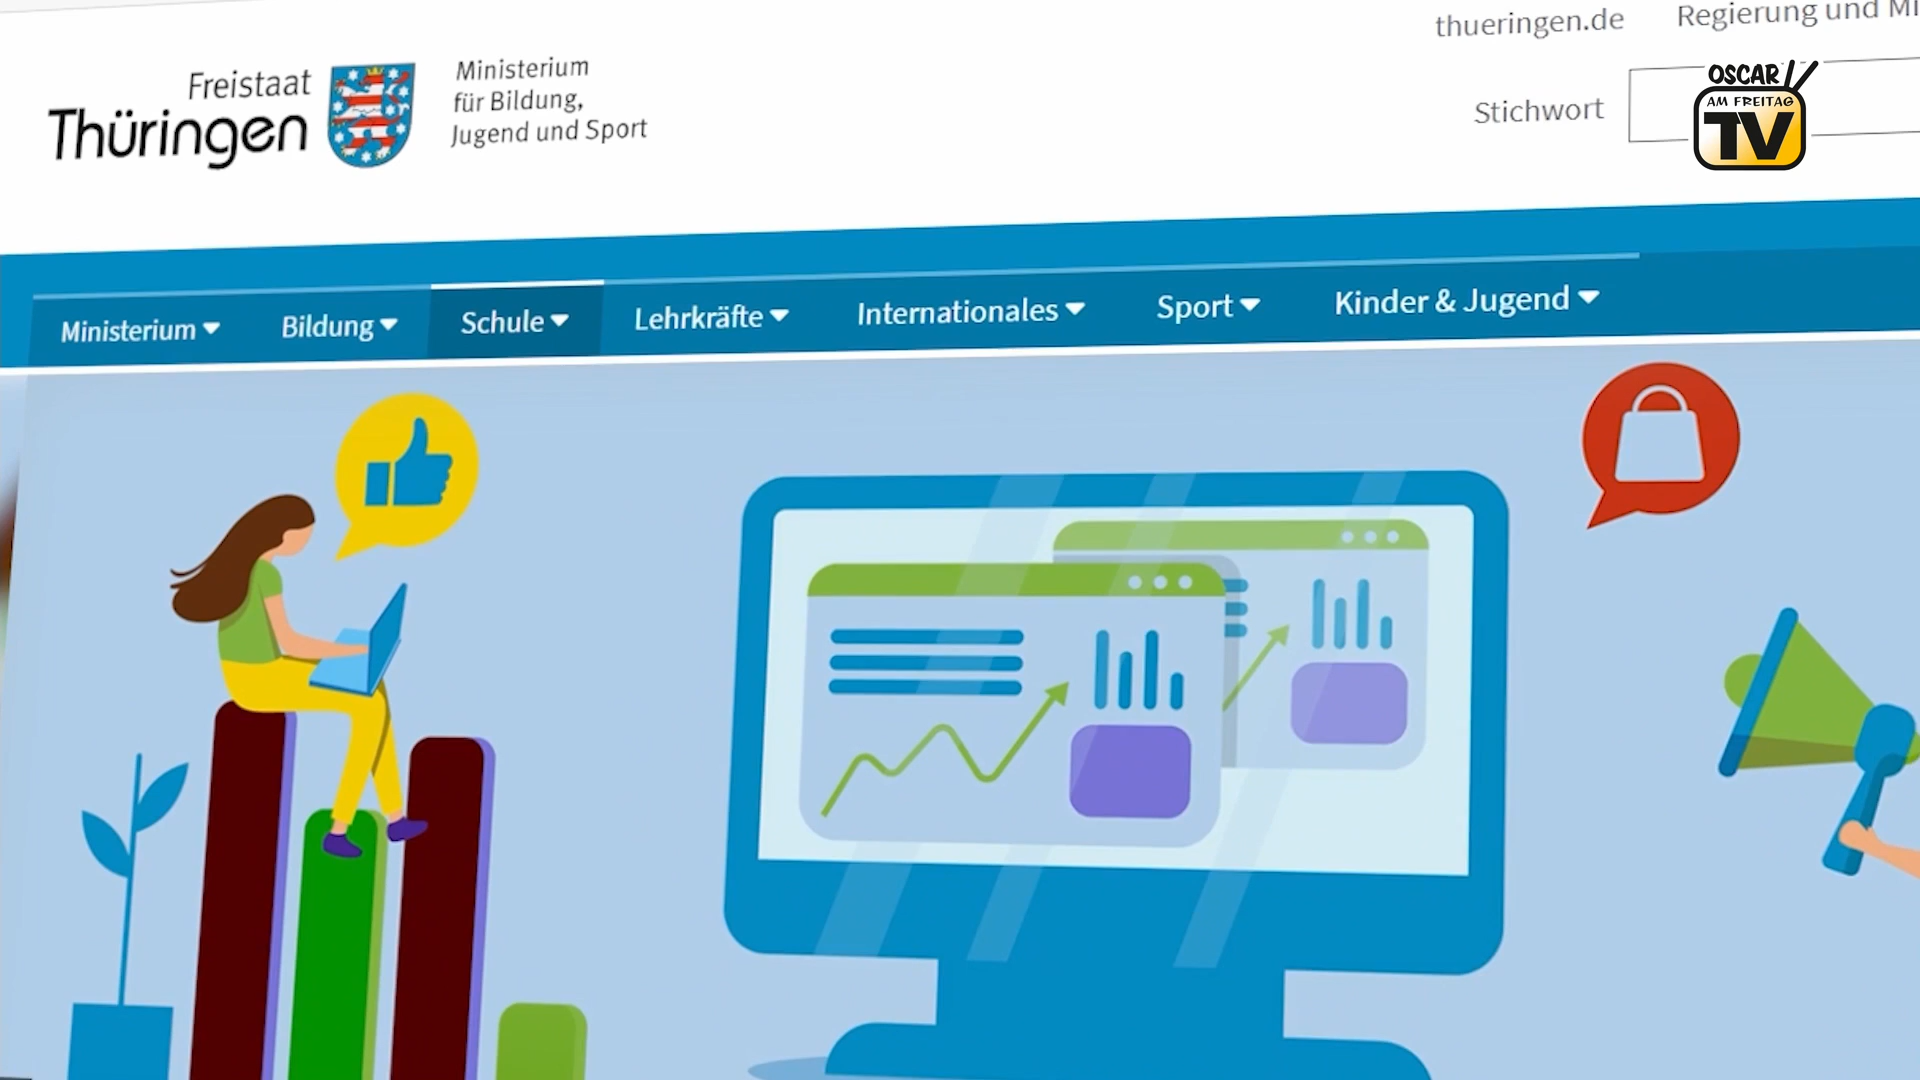 thueringen.de
Regierung und Mi
Freistaat
Thüringen
Ministerium
für Bildung,
Jugend und Sport
Stichwort
OSCAR
AM FREITAG
TV
Ministerium
Bildung
Schule
Lehrkräfte
Internationales
Sport
Kinder & Jugend